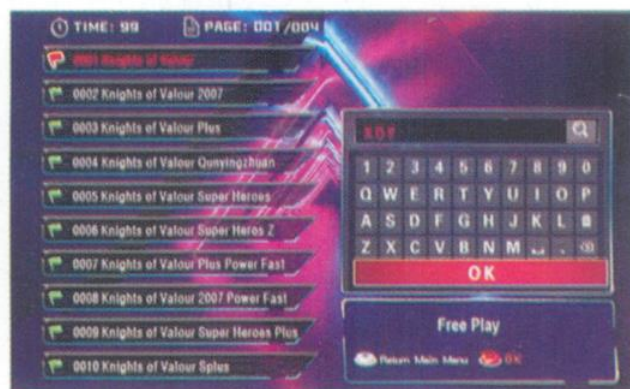 TIME: 99
PAGE: 001/004
0001 Knights of Valour
0002 Knights of Valour 2007
0003 Knights of Valour Plus
0004 Knights of Valour Qunyingzhuan
0005 Knights of Valour Super Heroes
0006 Knights of Valour Super Heros Z
0007 Knights of Valour Plus Power Fast
0008 Knights of Valour 2007 Power Fast
0009 Knights of Valour Super Heroes Plus
0010 Knights of Valour Splus
1 2 3 4 5 6 7 8 9 0
Q W E R T Y U I O P
A S D F G H J K L
Z X C V B N M .
OK
Free Play
Return Main Menu OK